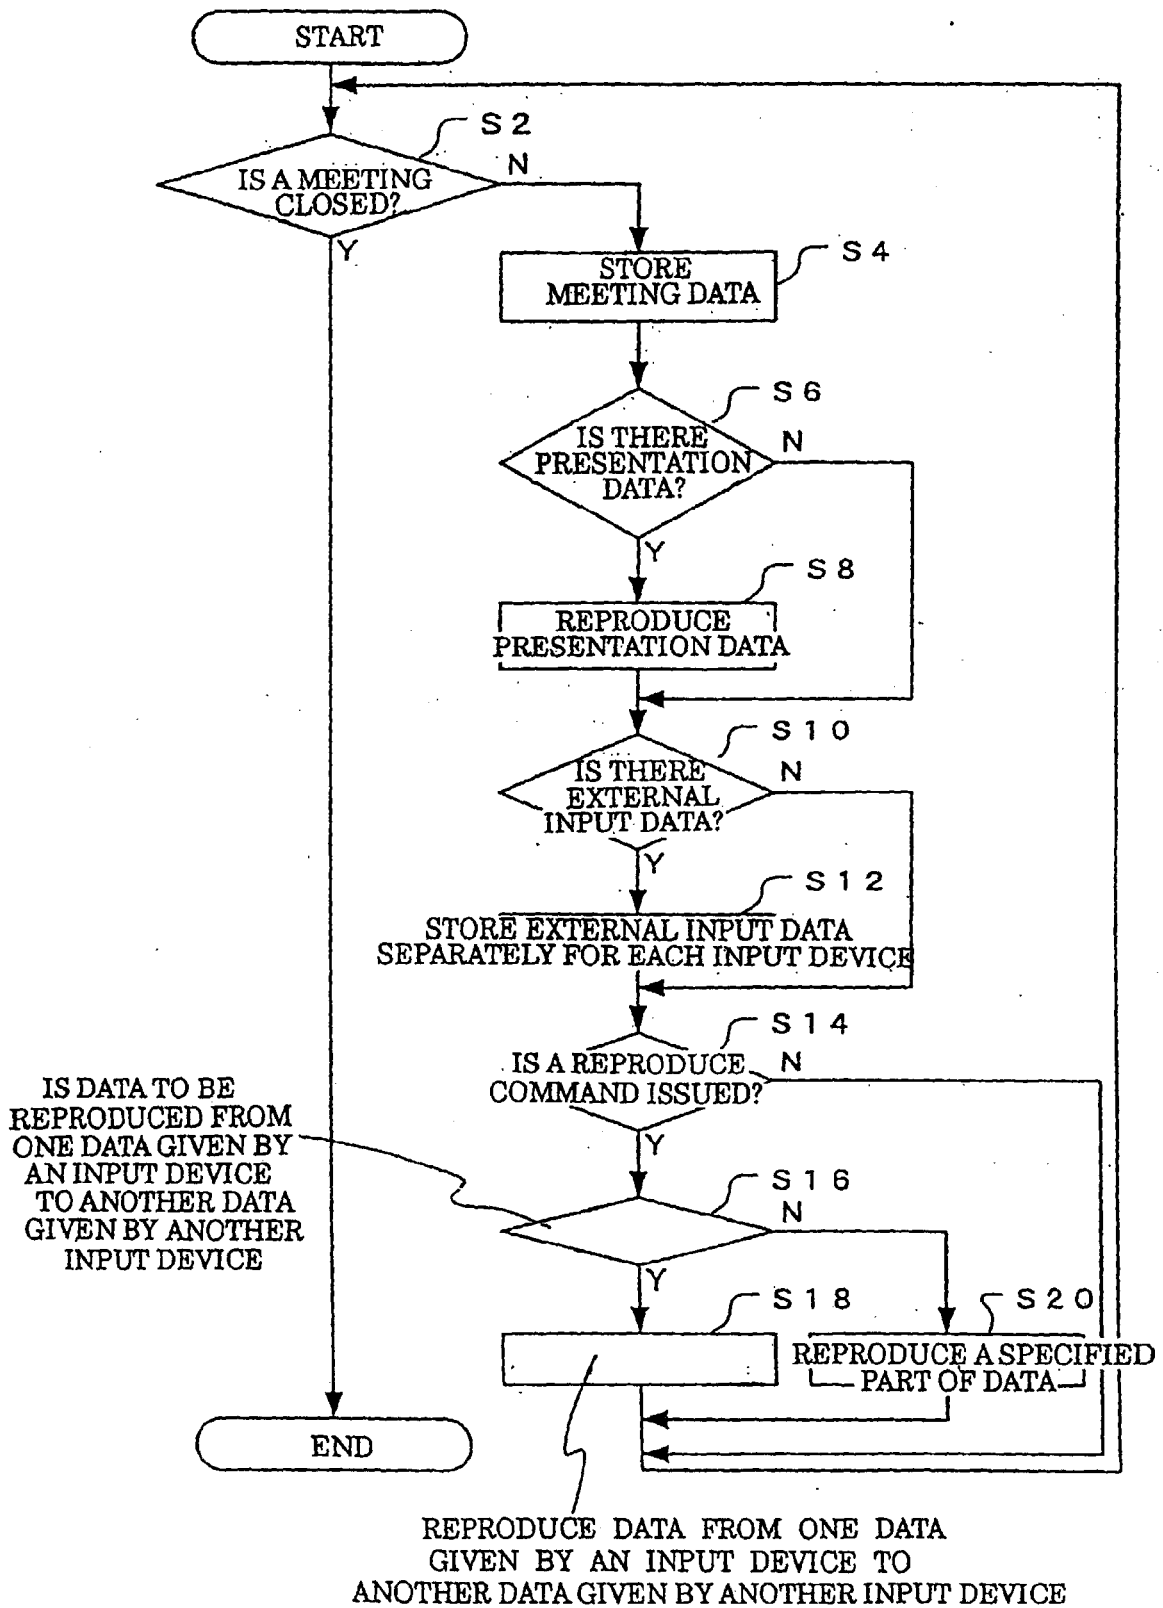 START
S2
N
IS A MEETING
CLOSED?
Y
S4
STORE
MEETING DATA
S6
N
IS THERE
PRESENTATION
DATA?
Y
S8
REPRODUCE
PRESENTATION DATA
S10
N
IS THERE
EXTERNAL
INPUT DATA?
Y
S12
STORE EXTERNAL INPUT DATA
SEPARATELY FOR EACH INPUT DEVICE
S14
N
IS A REPRODUCE
COMMAND ISSUED?
Y
IS DATA TO BE
REPRODUCED FROM
ONE DATA GIVEN BY
AN INPUT DEVICE
TO ANOTHER DATA
GIVEN BY ANOTHER
INPUT DEVICE
S16
N
Y
S18
S20
REPRODUCE A SPECIFIED
PART OF DATA
END
REPRODUCE DATA FROM ONE DATA
GIVEN BY AN INPUT DEVICE TO
ANOTHER DATA GIVEN BY ANOTHER INPUT DEVICE